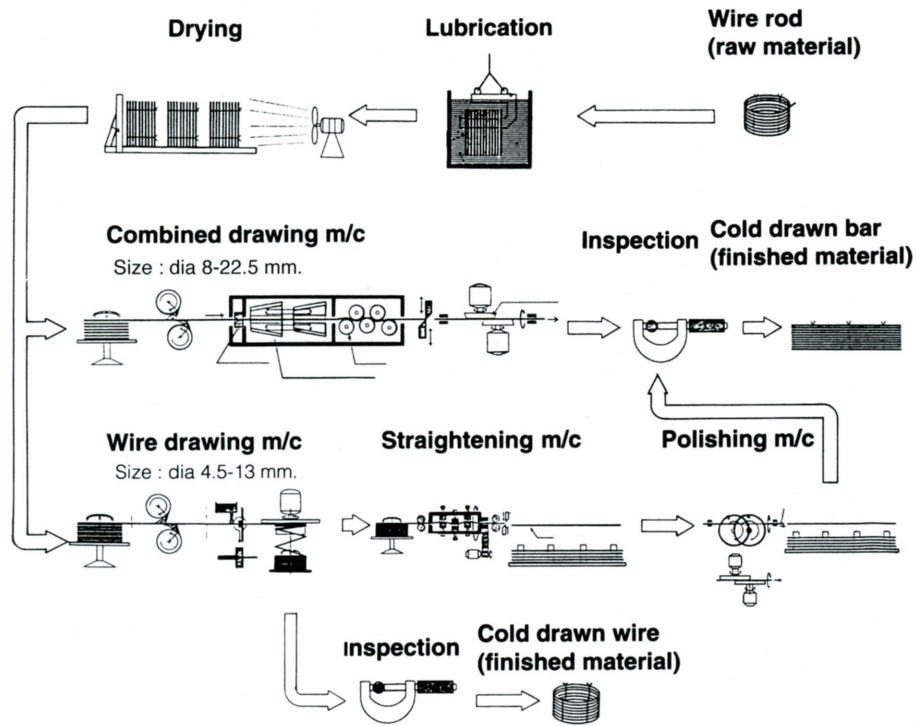 Drying
Lubrication
Wire rod
(raw material)
Combined drawing m/c
Size : dia 8-22.5 mm.
Inspection
Cold drawn bar
(finished material)
Wire drawing m/c
Size : dia 4.5-13 mm.
Straightening m/c
Polishing m/c
Inspection
Cold drawn wire
(finished material)